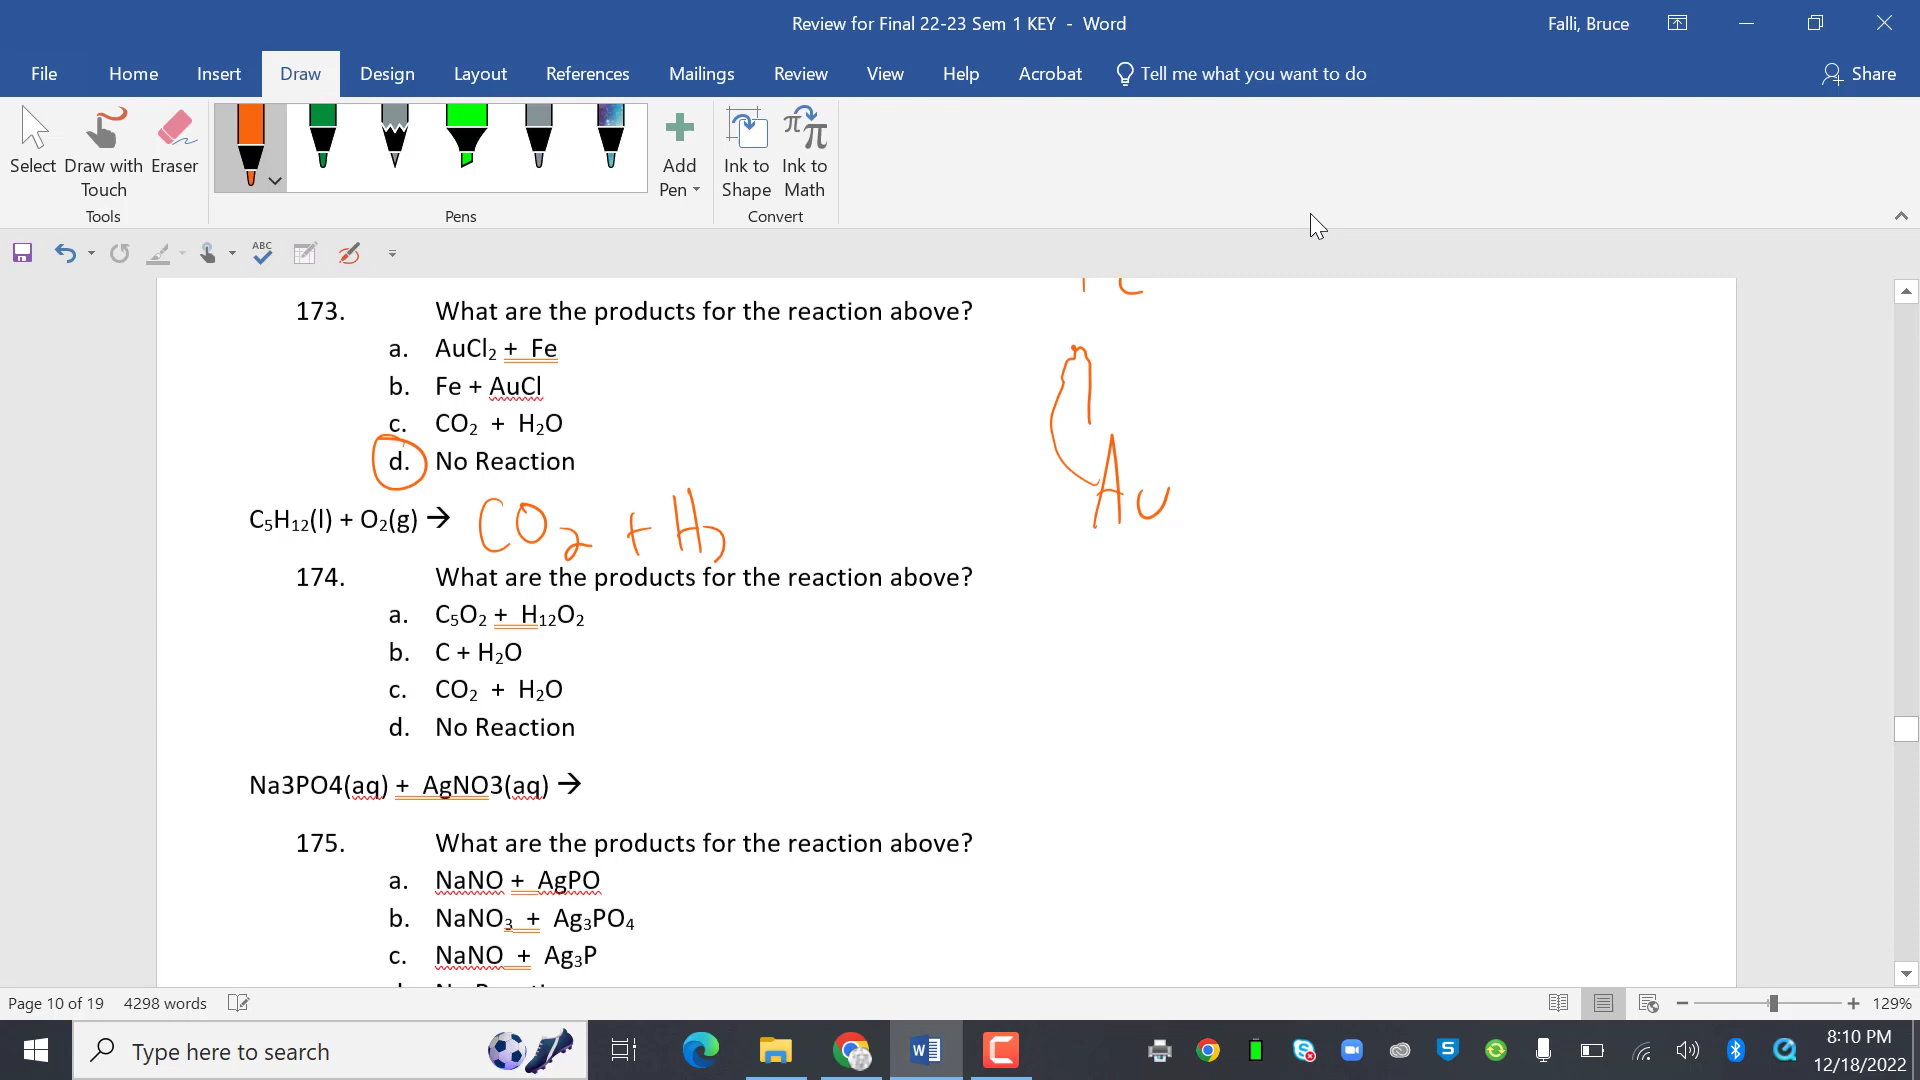 Review for Final 22-23 Sem 1 KEY - Word
Falli, Bruce
File Home Insert Draw Design Layout References Mailings Review View Help Acrobat Tell me what you want to do Share
Select Draw with Touch Eraser Add Pen Ink to Shape Ink to Math
Tools Pens Convert
ABC
173. What are the products for the reaction above?
a. AuCl₂ + Fe
b. Fe + AuCl
c. CO₂ + H₂O
d. No Reaction
Au
C₅H₁₂(l) + O₂(g) → CO₂ + H₂
174. What are the products for the reaction above?
a. C₅O₂ + H₁₂O₂
b. C + H₂O
c. CO₂ + H₂O
d. No Reaction
Na3PO4(aq) + AgNO3(aq) →
175. What are the products for the reaction above?
a. NaNO + AgPO
b. NaNO₃ + Ag₃PO₄
c. NaNO + Ag₃P
Page 10 of 19 4298 words 129%
Type here to search
8:10 PM
12/18/2022